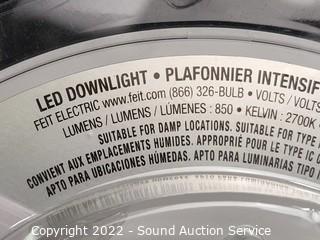 LED DOWNLIGHT • PLAFONNIER INTENSIF
FEIT ELECTRIC www.feit.com (866) 326-BULB • VOLTS / VOLTS
LUMENS / LUMENS / LÚMENES : 850 • KELVIN : 2700K
SUITABLE FOR DAMP LOCATIONS. SUITABLE FOR TYPE
CONVIENT AUX EMPLACEMENTS HUMIDES. APPROPRIÉ POUR LE TYPE IC
APTO PARA UBICACIONES HÚMEDAS. APTO PARA LUMINARIAS TIPO
Copyright 2022 - Sound Auction Service